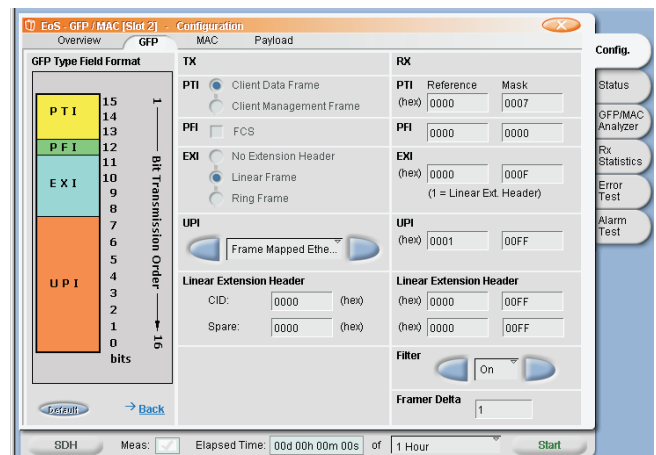 EoS - GFP / MAC [Slot 2] - Configuration
Overview GFP MAC Payload
GFP Type Field Format
PTI
PFI
EXI
UPI
15
14
13
12
11
10
9
8
7
6
5
4
3
2
1
0
bits
1
Bit Transmission Order
16
Default
→ Back
TX
PTI Client Data Frame
Client Management Frame
PFI FCS
EXI No Extension Header
Linear Frame
Ring Frame
UPI
Frame Mapped Ethe...
Linear Extension Header
CID: 0000 (hex)
Spare: 0000 (hex)
RX
PTI Reference Mask
(hex) 0000 0007
PFI 0000 0000
EXI
(hex) 0000 000F
(1 = Linear Ext. Header)
UPI
(hex) 0001 00FF
Linear Extension Header
(hex) 0000 00FF
(hex) 0000 00FF
Filter
On
Framer Delta
1
Config.
Status
GFP/MAC
Analyzer
Rx
Statistics
Error
Test
Alarm
Test
SDH Meas: Elapsed Time: 00d 00h 00m 00s of 1 Hour Start